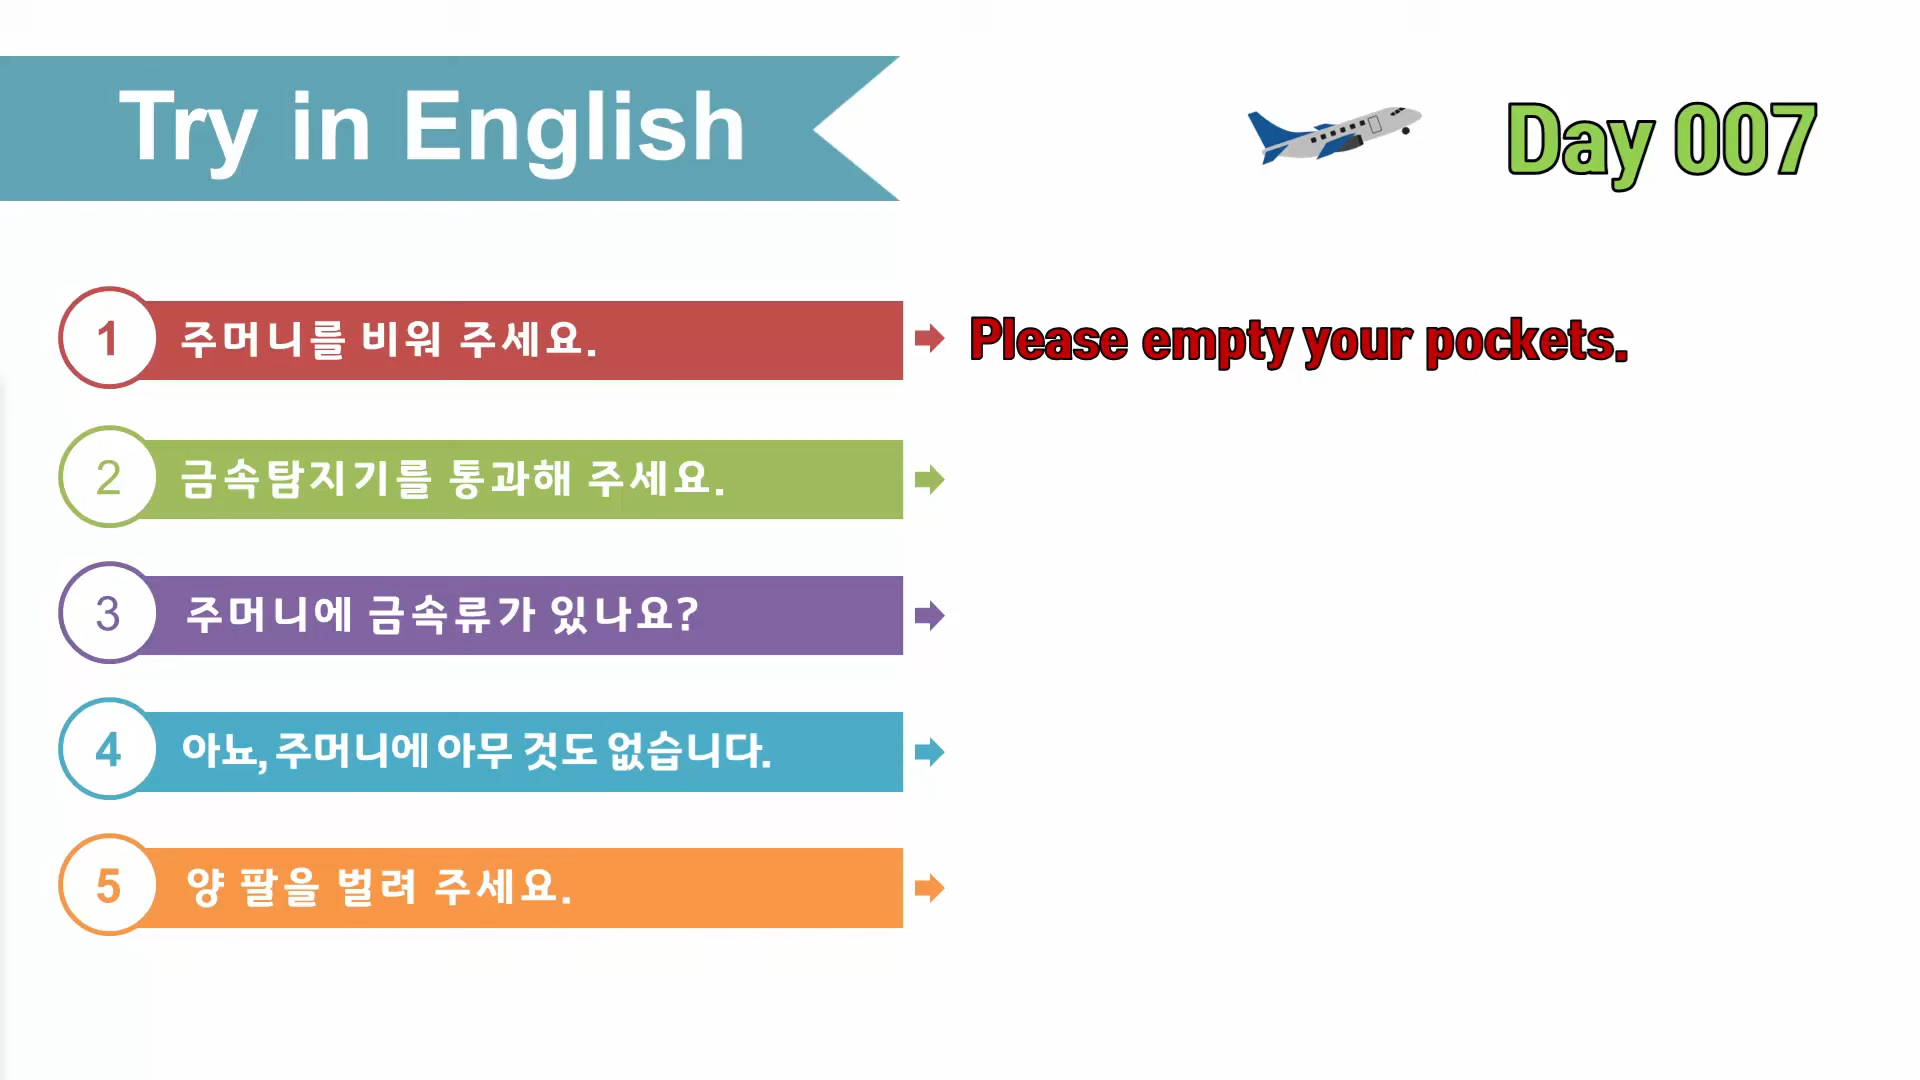 Try in English
Day 007
1 주머니를 비워 주세요.
Please empty your pockets.
2 금속탐지기를 통과해 주세요.
3 주머니에 금속류가 있나요?
4 아뇨, 주머니에 아무 것도 없습니다.
5 양 팔을 벌려 주세요.